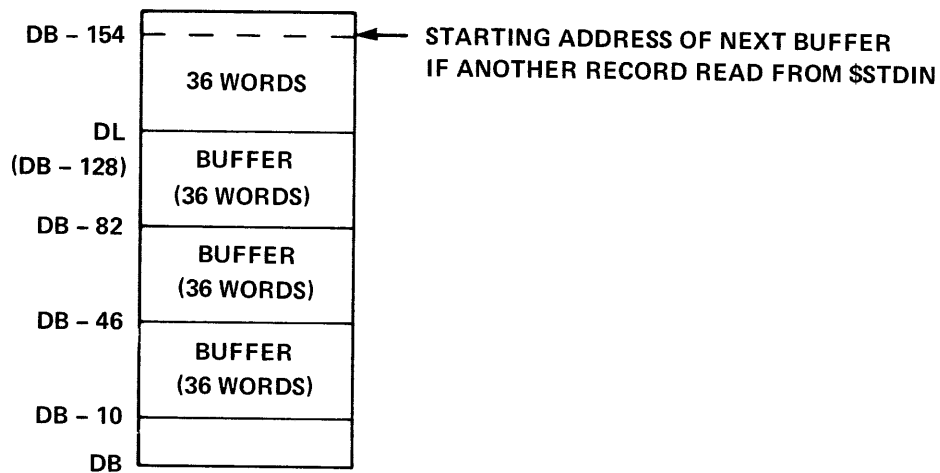 DB – 154
STARTING ADDRESS OF NEXT BUFFER
IF ANOTHER RECORD READ FROM $STDIN
36 WORDS
DL
(DB – 128)
BUFFER
(36 WORDS)
DB – 82
BUFFER
(36 WORDS)
DB – 46
BUFFER
(36 WORDS)
DB – 10
DB